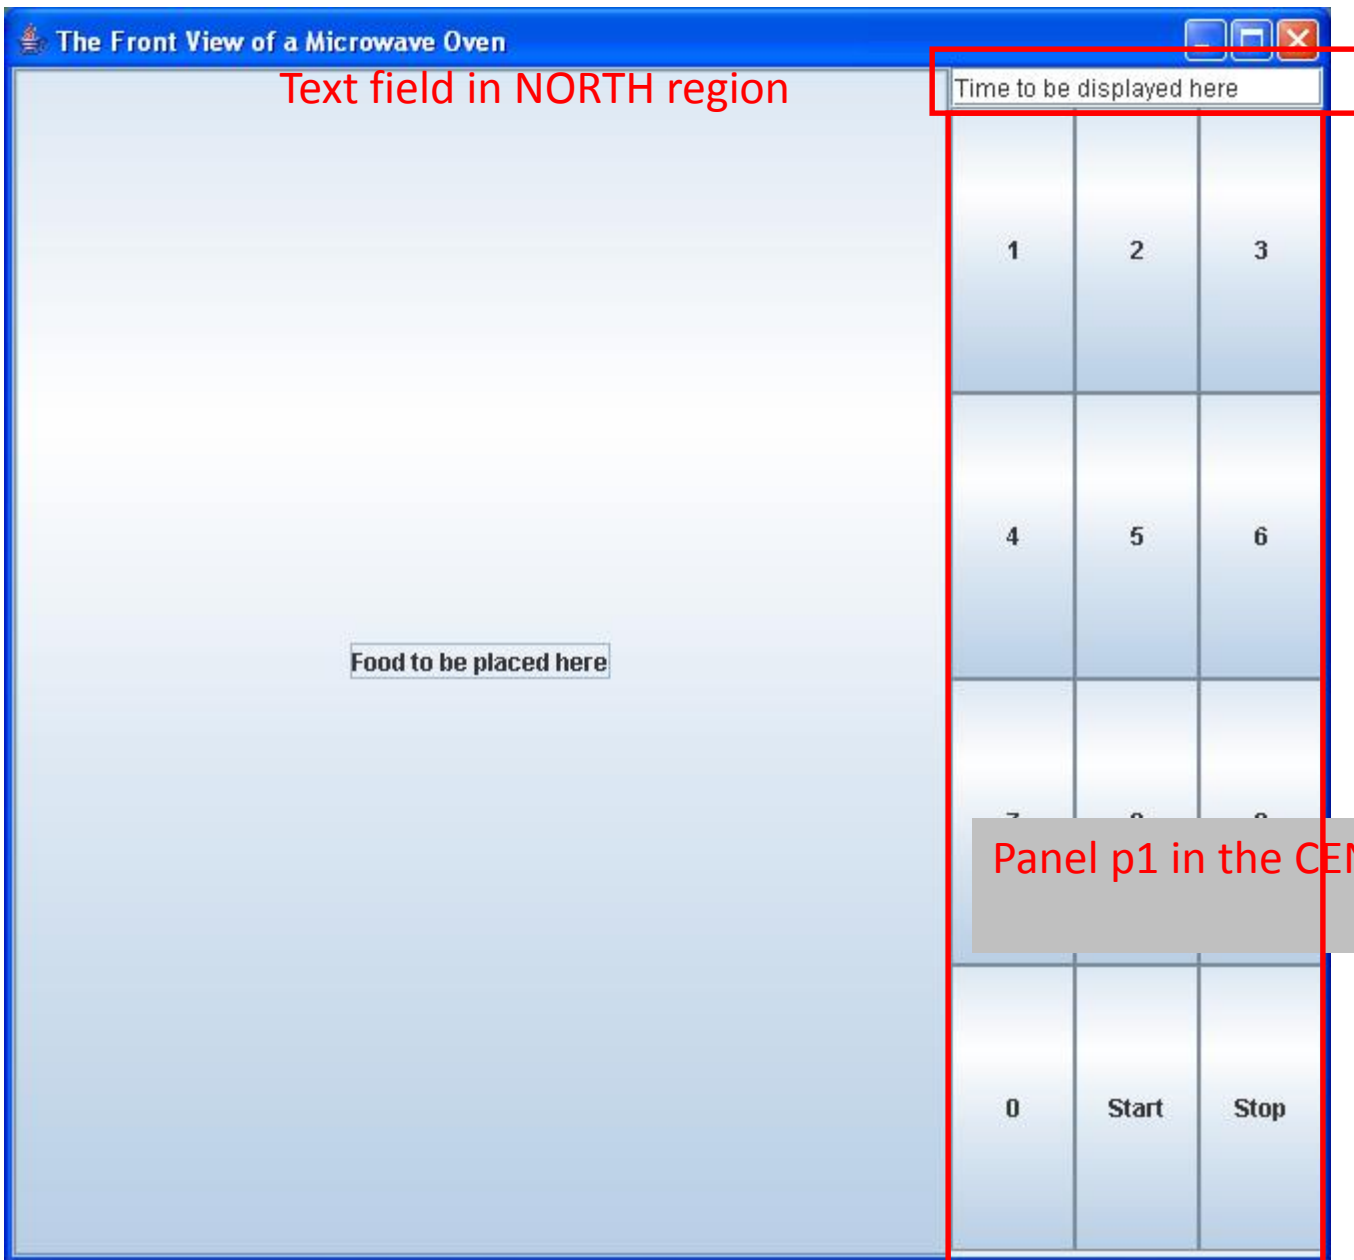 The Front View of a Microwave Oven
Text field in NORTH region
Time to be displayed here
1 2 3
4 5 6
Food to be placed here
Panel p1 in the
0 Start Stop